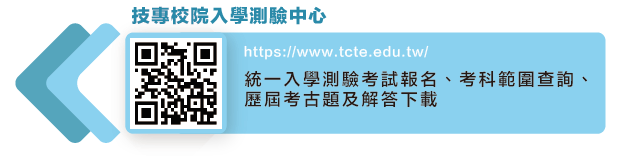 技專校院入學測驗中心
https://www.tcte.edu.tw/
統一入學測驗考試報名、考科範圍查詢、
歷屆考古題及解答下載